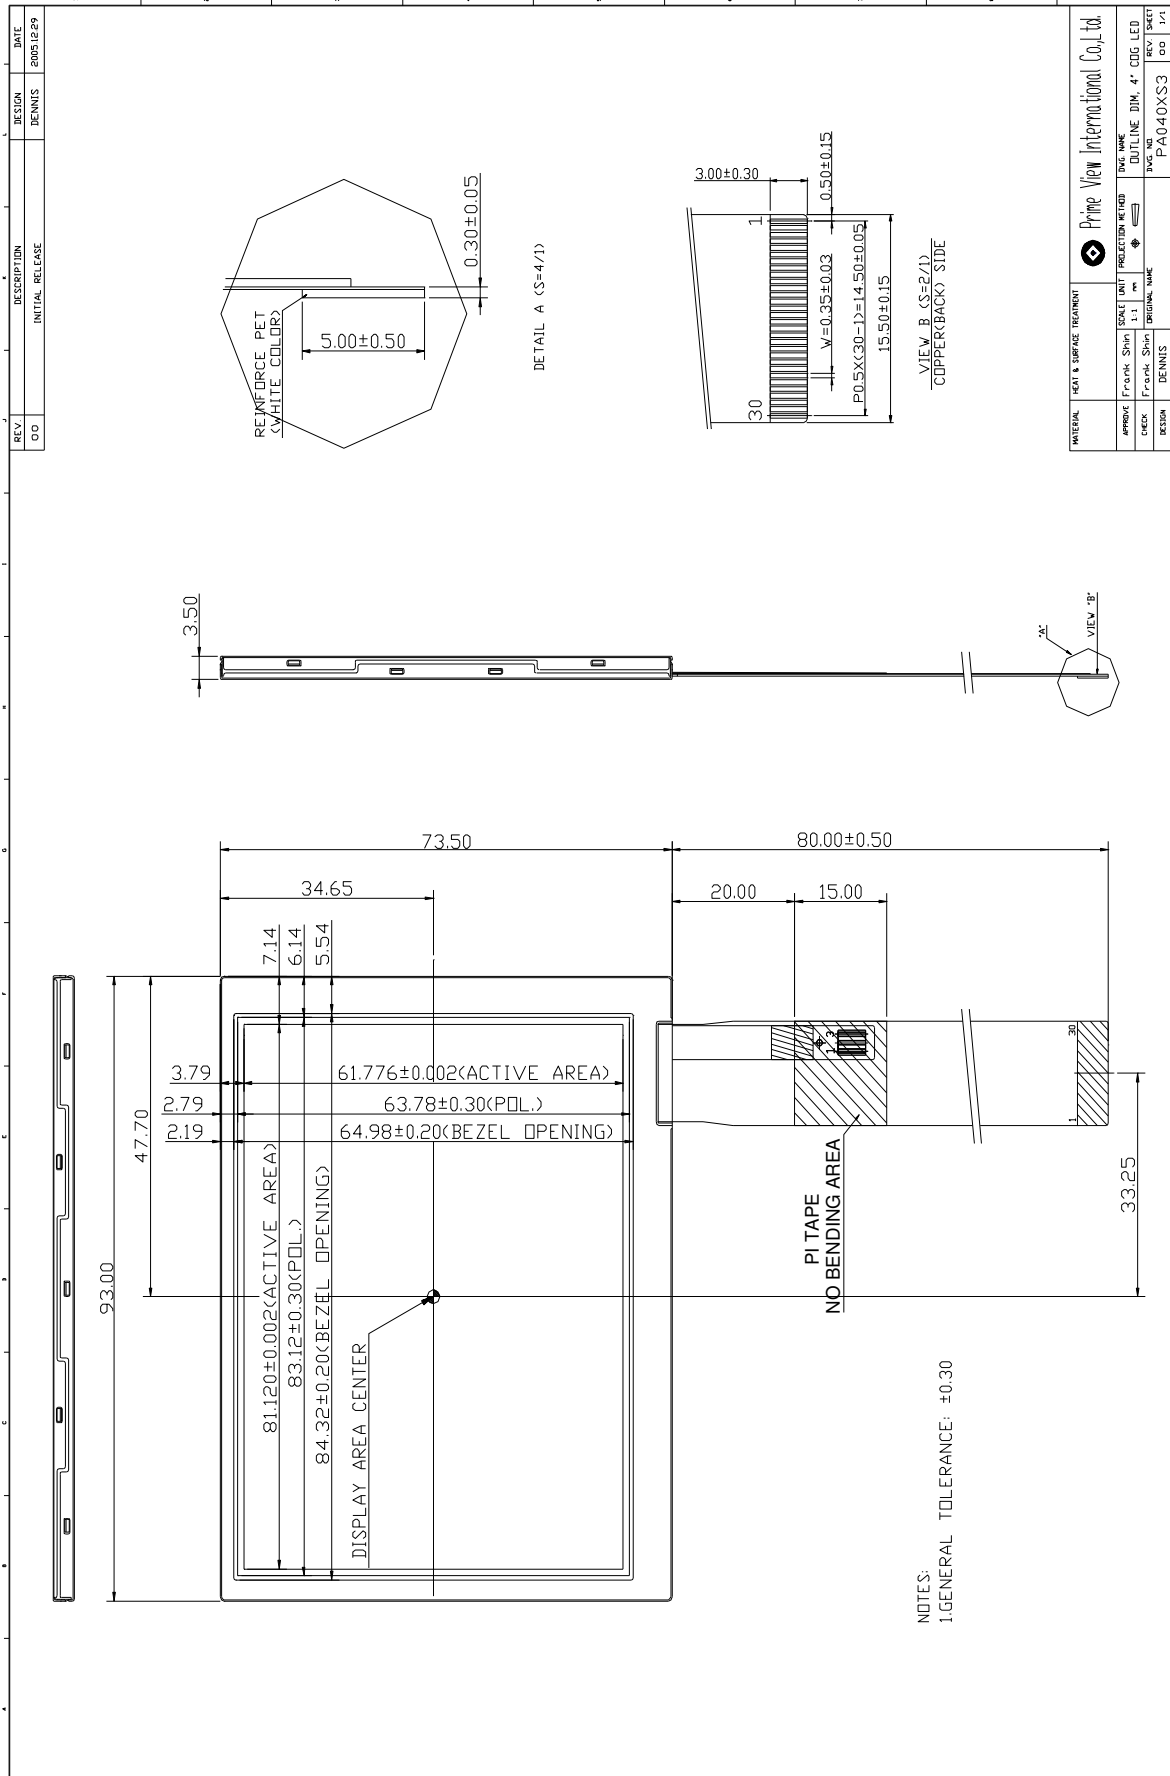 REV.
DESCRIPTION
DESIGN
DATE
00
INITIAL RELEASE
DENNIS
2005.12.29
REINFORCE PET
(WHITE COLOR)
5.00±0.50
0.30±0.05
DETAIL A (S=4/1)
3.00±0.30
0.50±0.15
30
1
W=0.35±0.03
P0.5X(30-1)=14.50±0.05
15.50±0.15
VIEW B (S=2/1)
COPPER(BACK) SIDE
3.50
"A"
VIEW "B"
73.50
80.00±0.50
34.65
20.00
15.00
7.14
6.14
5.54
3.79
61.776±0.002(ACTIVE AREA)
2.79
63.78±0.30(POL.)
2.19
64.98±0.20(BEZEL OPENING)
47.70
93.00
81.120±0.002(ACTIVE AREA)
83.12±0.30(POL.)
84.32±0.20(BEZEL OPENING)
DISPLAY AREA CENTER
1
3
30
1
PI TAPE
NO BENDING AREA
33.25
NOTES:
1.GENERAL TOLERANCE: ±0.30
MATERIAL
HEAT & SURFACE TREATMENT
Prime View International Co.,Ltd.
APPROVE
Frank Shin
SCALE
1:1
UNIT
PROJECTION METHOD
DWG. NAME
OUTLINE DIM, 4" COG LED
CHECK
Frank Shin
DESIGN
DENNIS
ORIGINAL NAME
DWG. NO.
PA040XS3
REV.
00
SHEET
1/1